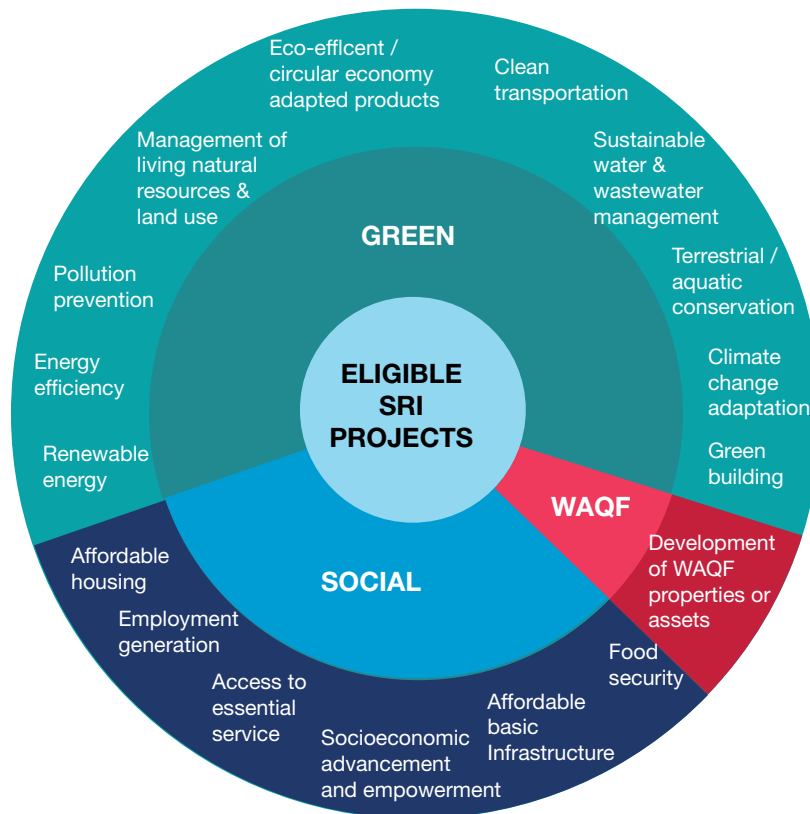 ELIGIBLE
SRI
PROJECTS
GREEN
Renewable
energy
Energy
efficiency
Pollution
prevention
Management of
living natural
resources &
land use
Eco-efflcent /
circular economy
adapted products
Clean
transportation
Sustainable
water &
wastewater
management
Terrestrial /
aquatic
conservation
Climate
change
adaptation
Green
building
WAQF
Development
of WAQF
properties or
assets
SOCIAL
Affordable
housing
Employment
generation
Access to
essential
service
Socioeconomic
advancement
and empowerment
Affordable
basic
Infrastructure
Food
security